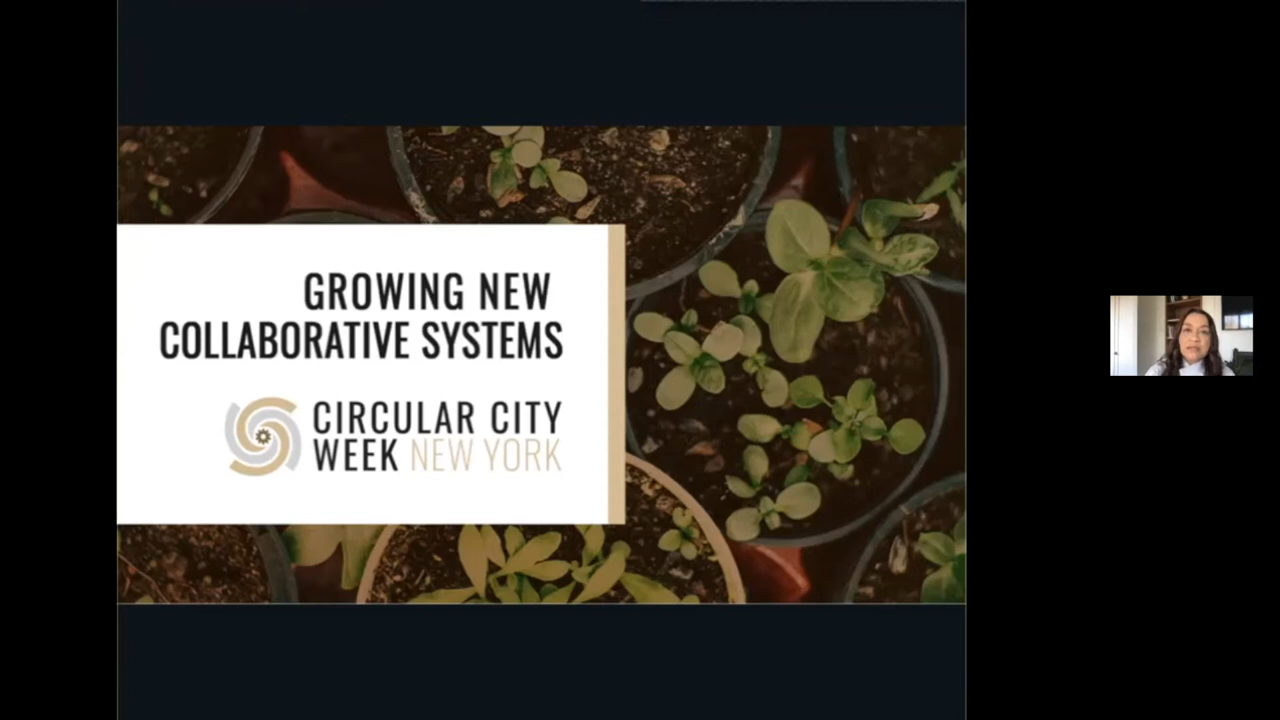 GROWING NEW
COLLABORATIVE SYSTEMS
CIRCULAR CITY
WEEK NEW YORK